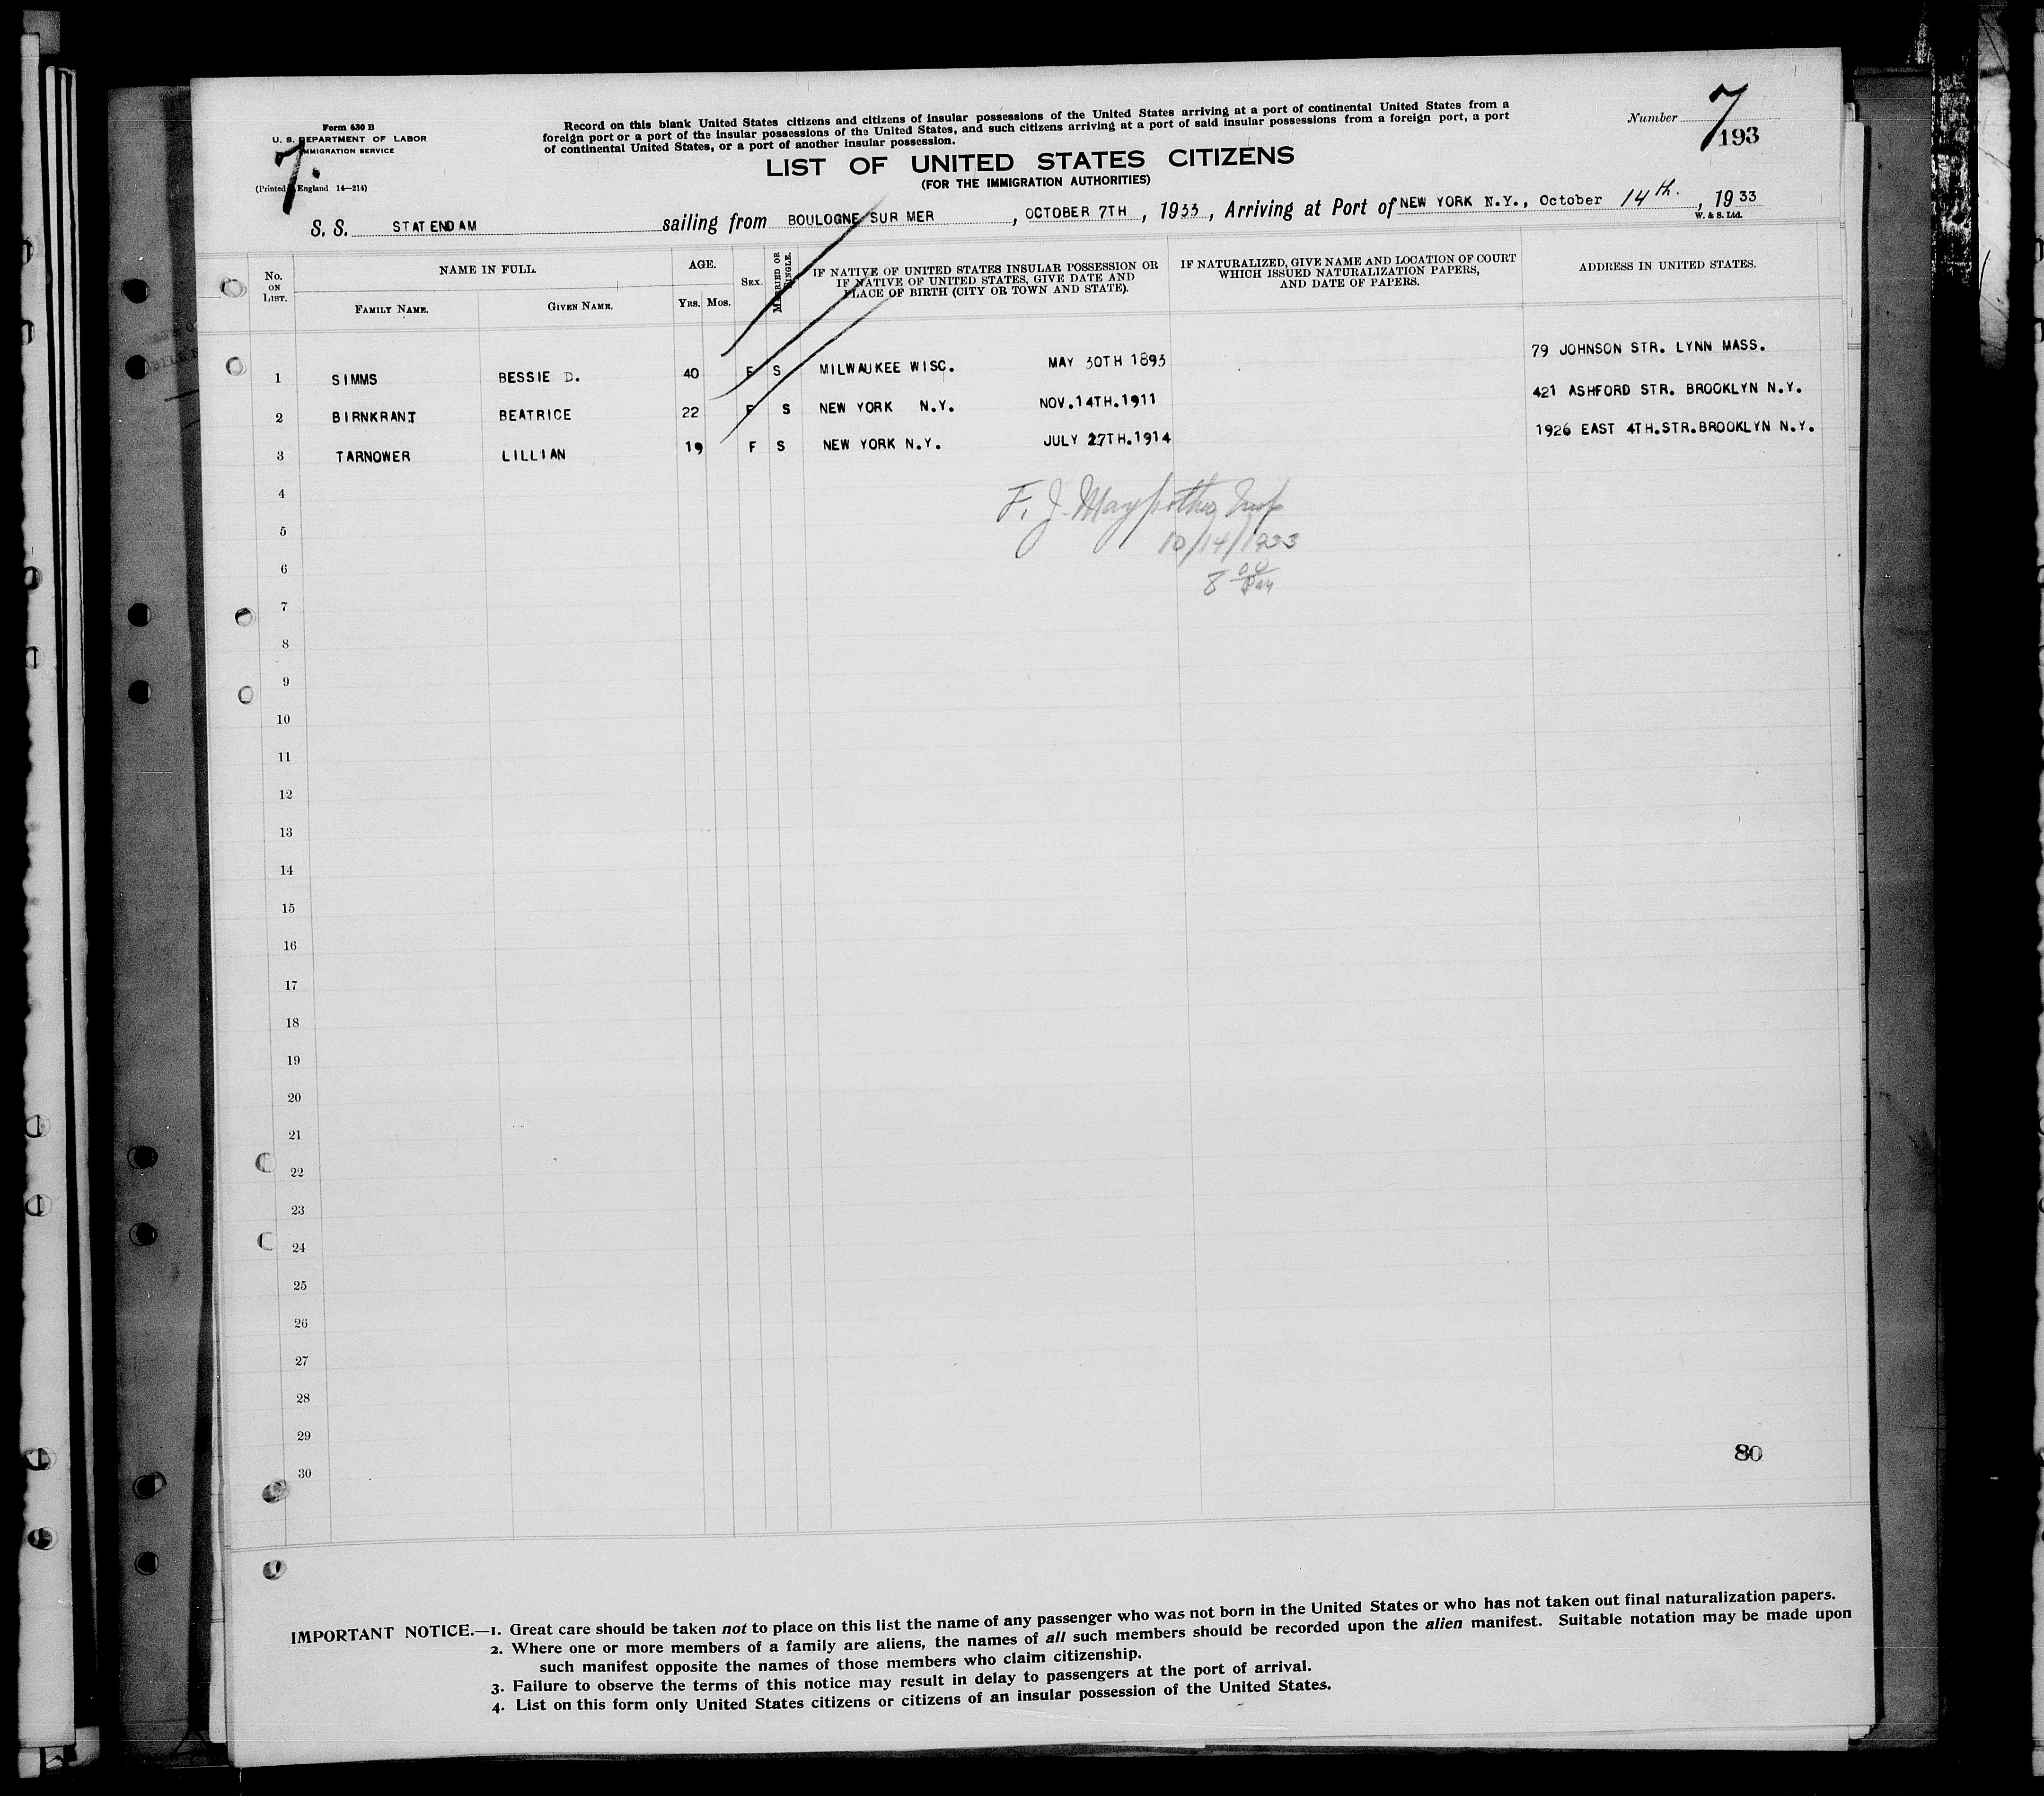 Form 630 B
U. S. DEPARTMENT OF LABOR
IMMIGRATION SERVICE
(Printed England 14—214)
7.
Record on this blank United States citizens and citizens of insular possessions of the United States arriving at a port of continental United States from a
foreign port or a port of the insular possessions of the United States, and such citizens arriving at a port of said insular possessions from a foreign port, a port
of continental United States, or a port of another insular possession.
Number 7
193
LIST OF UNITED STATES CITIZENS
(FOR THE IMMIGRATION AUTHORITIES)
S. S. STATENDAM sailing from BOULOGNE SUR MER, OCTOBER 7TH, 1933, Arriving at Port of NEW YORK N.Y., October 14th., 1933
W. & S. Ltd.
No. ON LIST. NAME IN FULL. AGE. SEX. MARRIED OR SINGLE. IF NATIVE OF UNITED STATES INSULAR POSSESSION OR IF NATIVE OF UNITED STATES, GIVE DATE AND PLACE OF BIRTH (CITY OR TOWN AND STATE). IF NATURALIZED, GIVE NAME AND LOCATION OF COURT WHICH ISSUED NATURALIZATION PAPERS, AND DATE OF PAPERS. ADDRESS IN UNITED STATES.
FAMILY NAME. GIVEN NAME. YRS. MOS.
1 SIMMS BESSIE D. 40 F S MILWAUKEE WISC. MAY 30TH 1893 79 JOHNSON STR. LYNN MASS.
2 BIRNKRANT BEATRICE 22 F S NEW YORK N.Y. NOV.14TH.1911 421 ASHFORD STR. BROOKLYN N.Y.
3 TARNOWER LILLIAN 19 F S NEW YORK N.Y. JULY 27TH.1914 1926 EAST 4TH.STR.BROOKLYN N.Y.
4
F. J. Insp
5
10/14/1933
6
8 00
7
8
9
10
11
12
13
14
15
16
17
18
19
20
21
22
23
24
25
26
27
28
29
80
30
IMPORTANT NOTICE.—1. Great care should be taken not to place on this list the name of any passenger who was not born in the United States or who has not taken out final naturalization papers.
2. Where one or more members of a family are aliens, the names of all such members should be recorded upon the alien manifest. Suitable notation may be made upon
such manifest opposite the names of those members who claim citizenship.
3. Failure to observe the terms of this notice may result in delay to passengers at the port of arrival.
4. List on this form only United States citizens or citizens of an insular possession of the United States.